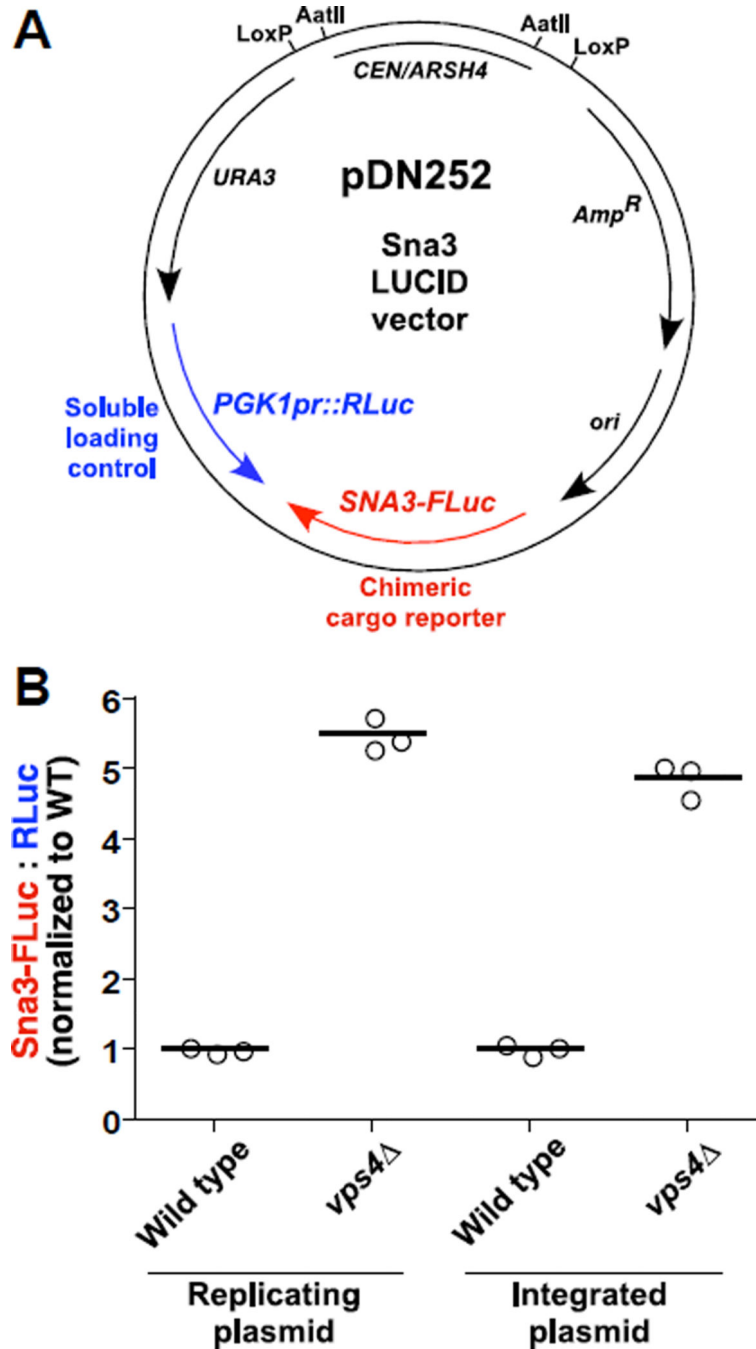 A
LoxP
AatII
AatII
LoxP
CEN/ARSH4
URA3
pDN252
Amp^R
Sna3
LUCID
vector
PGK1pr::RLuc
Soluble
loading
control
ori
SNA3-FLuc
Chimeric
cargo reporter
B
Sna3-FLuc : RLuc
(normalized to WT)
6
5
4
3
2
1
0
Wild type
vps4Δ
Wild type
vps4Δ
Replicating
plasmid
Integrated
plasmid